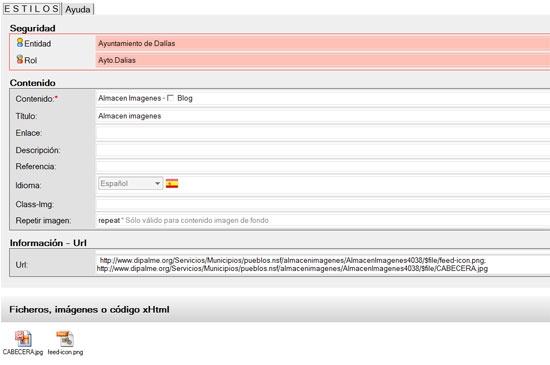 E S T I L O S Ayuda
Seguridad
Entidad Ayuntamiento de Dalías
Rol Ayto.Dalias
Contenido
Contenido:* Almacen Imagenes - Blog
Título: Almacen imagenes
Enlace:
Descripción:
Referencia:
Idioma: Español
Class-Img:
Repetir imagen: repeat * Sólo válido para contenido imagen de fondo
Información - Url
Url: http://www.dipalme.org/Servicios/Municipios/pueblos.nsf/almacenimagenes/AlmacenImagenes4038/$file/feed-icon.png;
http://www.dipalme.org/Servicios/Municipios/pueblos.nsf/almacenimagenes/AlmacenImagenes4038/$file/CABECERA.jpg
Ficheros, imágenes o código xHtml
CABECERA.jpg feed-icon.png